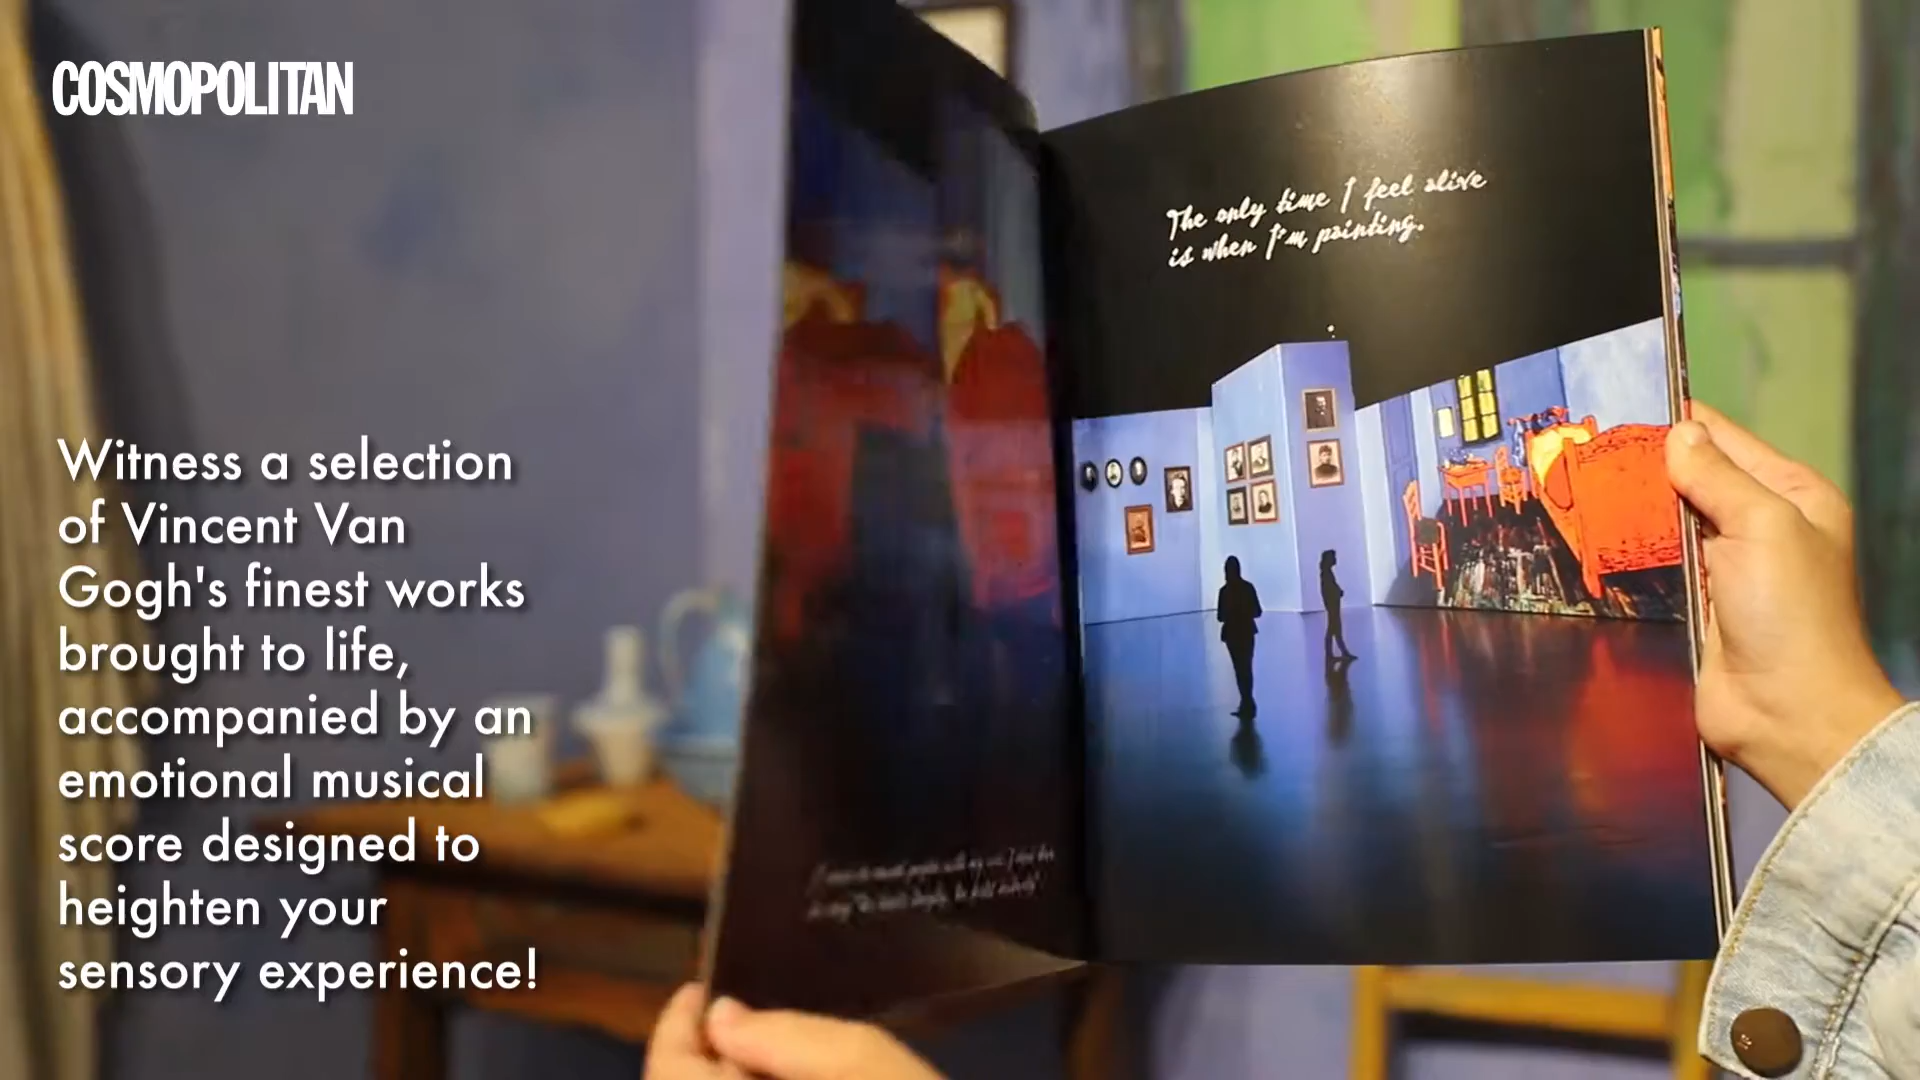 COSMOPOLITAN
Witness a selection
of Vincent Van
Gogh's finest works
brought to life,
accompanied by an
emotional musical
score designed to
heighten your
sensory experience!
The only time I feel alive
is when I'm painting.